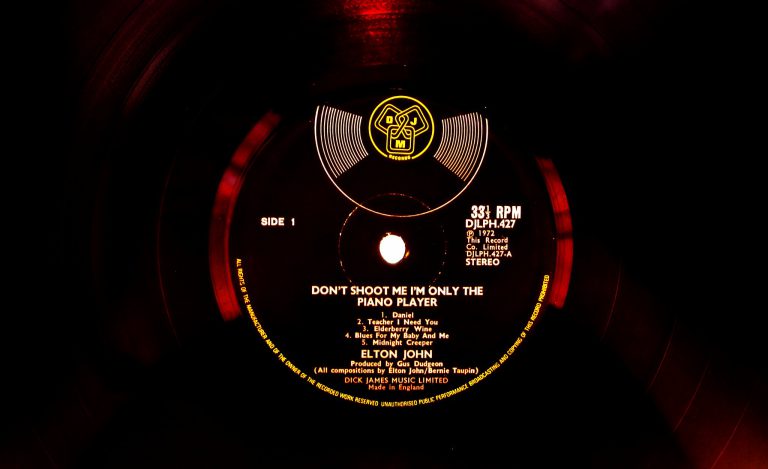 D J
M
RECORDS
SIDE 1
33⅓ RPM
DJLPH.427
Ⓟ 1972
This Record
Co. Limited
DJLPH.427-A
STEREO
DON'T SHOOT ME I'M ONLY THE
PIANO PLAYER
1. Daniel
2. Teacher I Need You
3. Elderberry Wine
4. Blues For My Baby And Me
5. Midnight Creeper
ELTON JOHN
Produced by Gus Dudgeon
(All compositions by Elton John/Bernie Taupin)
DICK JAMES MUSIC LIMITED
Made in England
ALL RIGHTS OF THE MANUFACTURER AND OF THE OWNER OF THE RECORDED WORK RESERVED UNAUTHORISED PUBLIC PERFORMANCE BROADCASTING AND COPYING OF THIS RECORD PROHIBITED